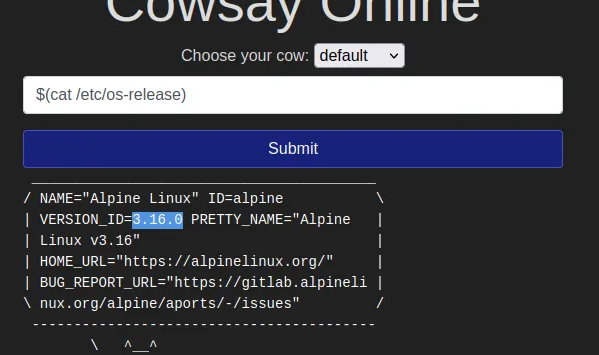 Cowsay Online
Choose your cow: default
$(cat /etc/os-release)
Submit
 _________________________________________
/ NAME="Alpine Linux" ID=alpine           \
| VERSION_ID=3.16.0 PRETTY_NAME="Alpine   |
| Linux v3.16"                            |
| HOME_URL="https://alpinelinux.org/"     |
| BUG_REPORT_URL="https://gitlab.alpineli |
\ nux.org/alpine/aports/-/issues"         /
 -----------------------------------------
        \   ^__^